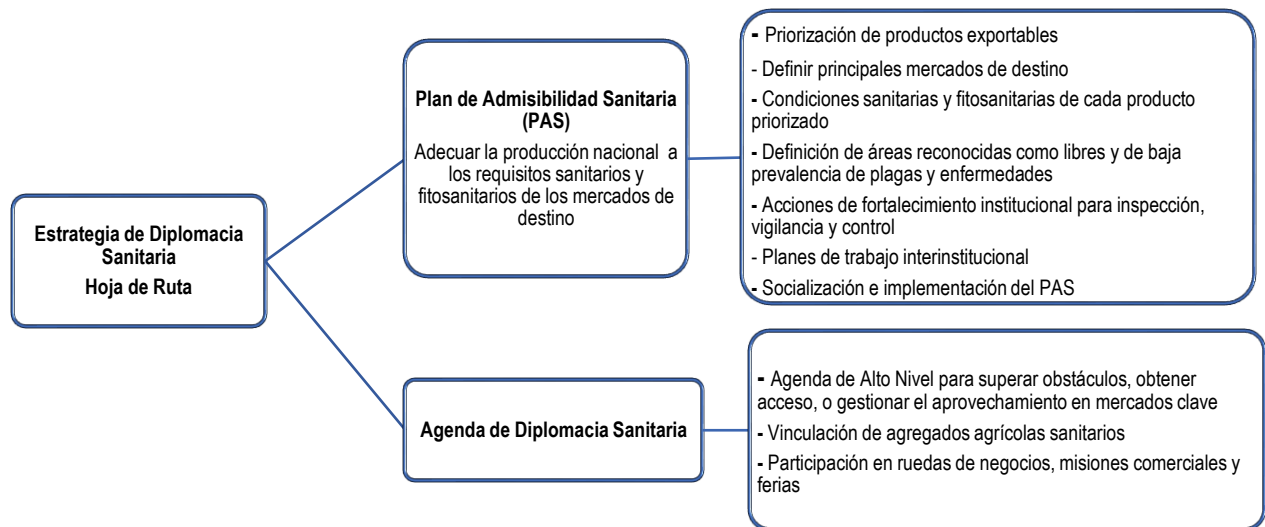 Estrategia de Diplomacia
Sanitaria
Hoja de Ruta
Plan de Admisibilidad Sanitaria
(PAS)
Adecuar la producción nacional a
los requisitos sanitarios y
fitosanitarios de los mercados de
destino
- Priorización de productos exportables
- Definir principales mercados de destino
- Condiciones sanitarias y fitosanitarias de cada producto
priorizado
- Definición de áreas reconocidas como libres y de baja
prevalencia de plagas y enfermedades
- Acciones de fortalecimiento institucional para inspección,
vigilancia y control
- Planes de trabajo interinstitucional
- Socialización e implementación del PAS
Agenda de Diplomacia Sanitaria
- Agenda de Alto Nivel para superar obstáculos, obtener
acceso, o gestionar el aprovechamiento en mercados clave
- Vinculación de agregados agrícolas sanitarios
- Participación en ruedas de negocios, misiones comerciales y
ferias